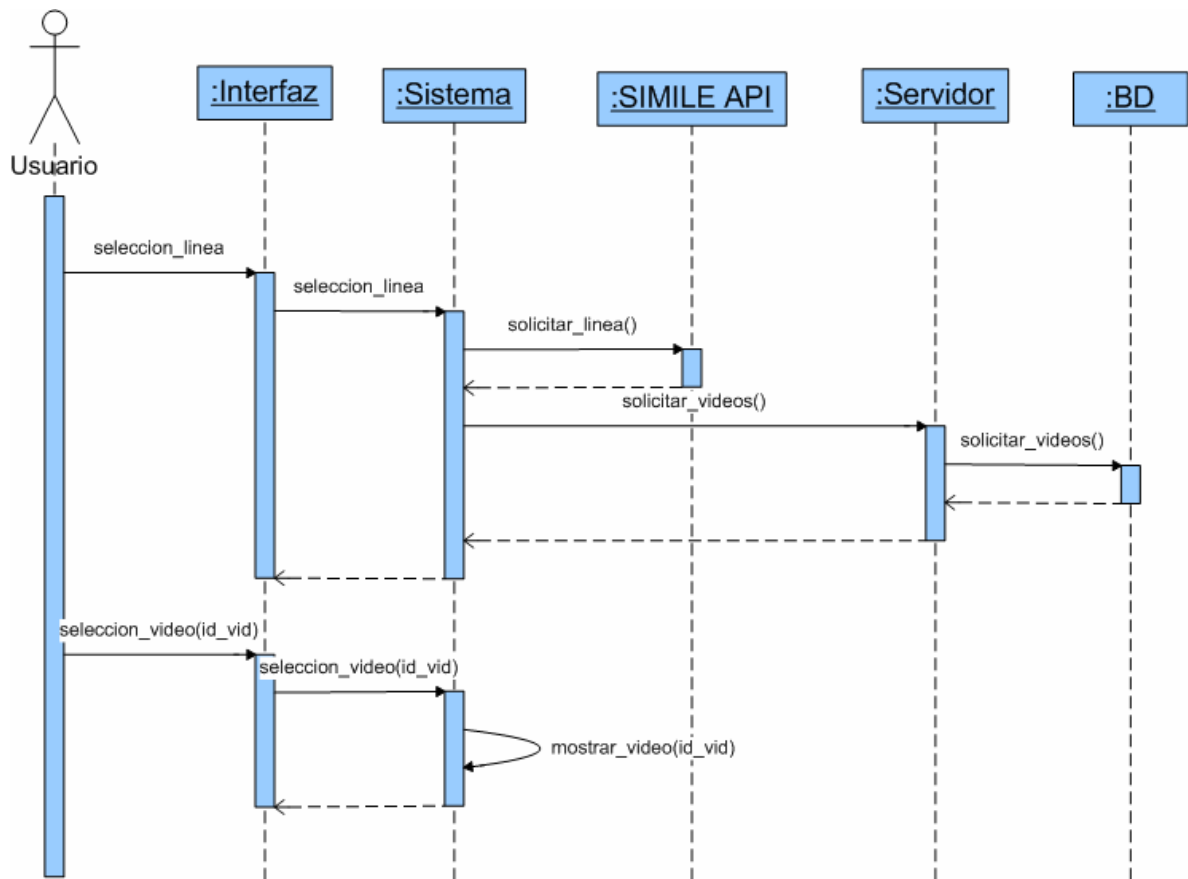 :Interfaz
:Sistema
:SIMILE API
:Servidor
:BD
Usuario
seleccion_linea
seleccion_linea
solicitar_linea()
solicitar_videos()
solicitar_videos()
seleccion_video(id_vid)
seleccion_video(id_vid)
mostrar_video(id_vid)